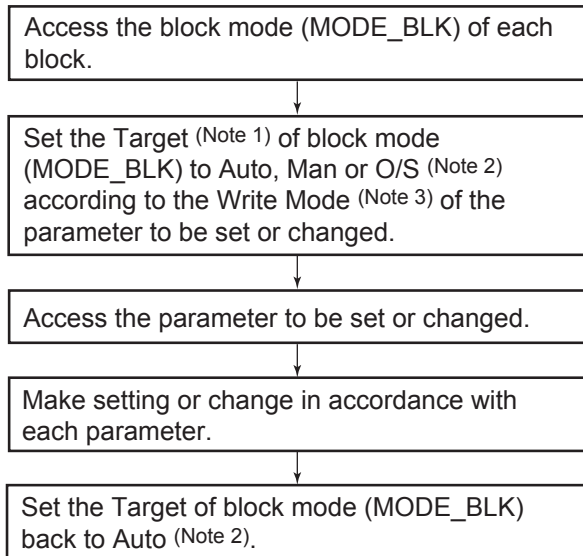 Access the block mode (MODE_BLK) of each
block.
Set the Target (Note 1) of block mode
(MODE_BLK) to Auto, Man or O/S (Note 2)
according to the Write Mode (Note 3) of the
parameter to be set or changed.
Access the parameter to be set or changed.
Make setting or change in accordance with
each parameter.
Set the Target of block mode (MODE_BLK)
back to Auto (Note 2).